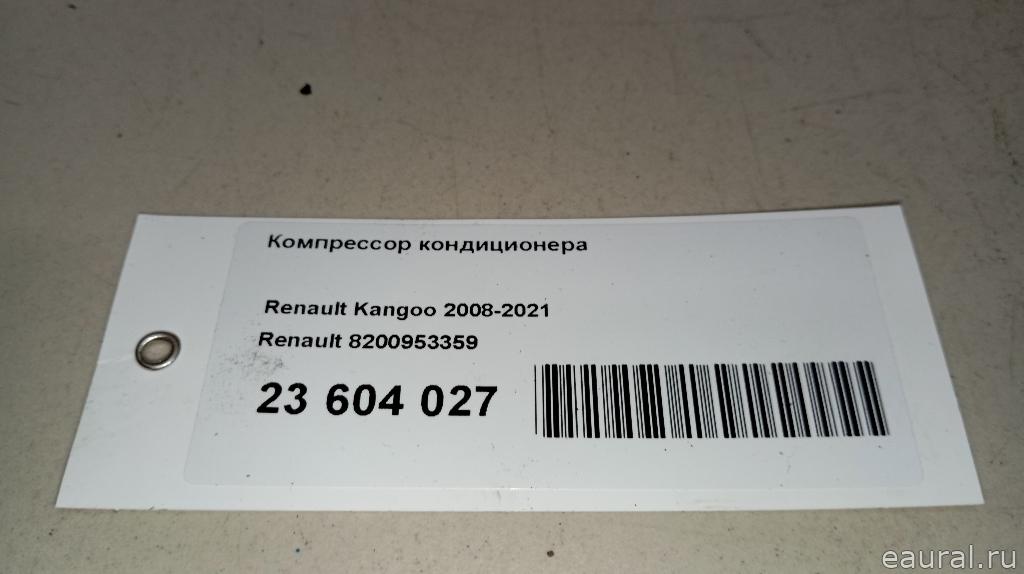 Компрессор кондиционера
Renault Kangoo 2008-2021
Renault 8200953359
23 604 027
eaural.ru